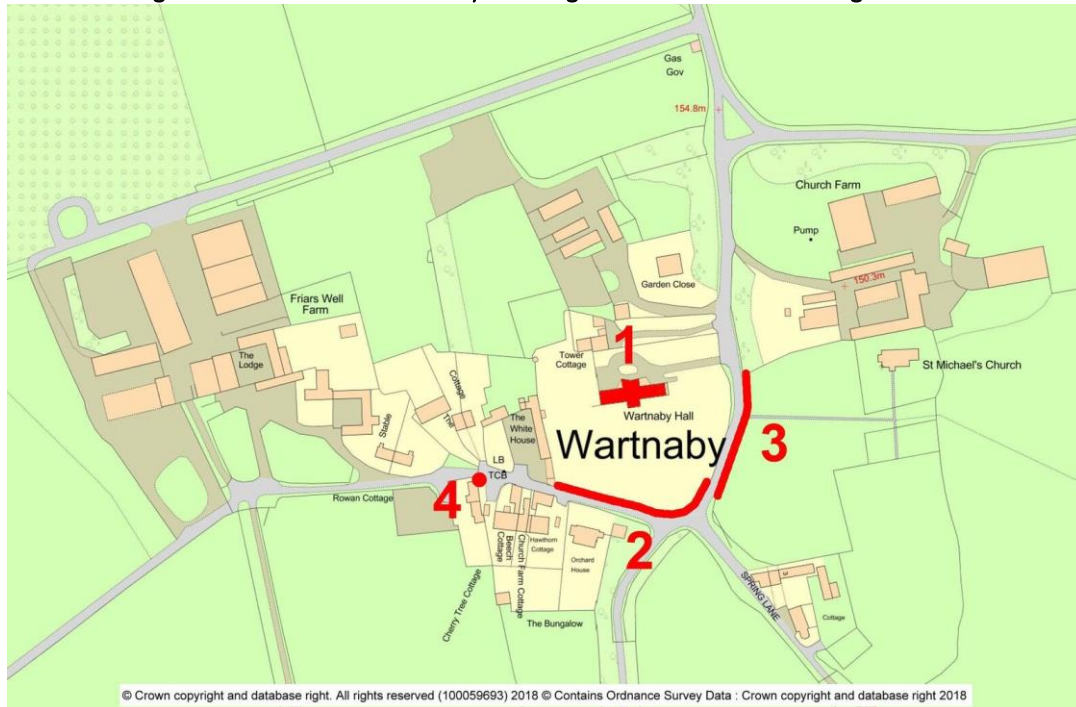 Gas
Gov
154.8m
Church Farm
Pump
150.3m
Garden Close
Friars Well
Farm
The
Lodge
Tower
Cottage
1
St Michael's Church
Cottage
The
Stable
The
White
House
Wartnaby Hall
Wartnaby
3
LB
TCB
4
Rowan Cottage
2
Beech
Cottage
Church Farm Cottage
Hawthorn
Cottage
Orchard
House
Cherry Tree Cottage
The Bungalow
SPRING LANE
3
Cottage
© Crown copyright and database right. All rights reserved (100059693) 2018 © Contains Ordnance Survey Data : Crown copyright and database right 2018